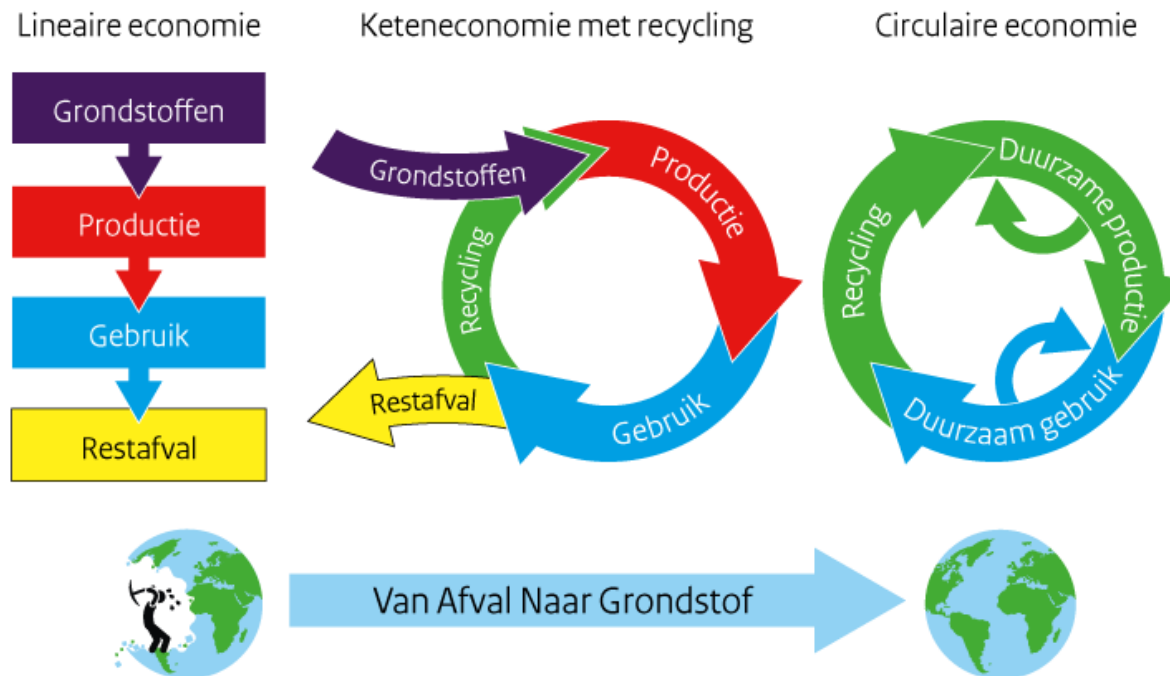 Lineaire economie
Grondstoffen
Productie
Gebruik
Restafval
Keteneconomie met recycling
Grondstoffen
Productie
Gebruik
Recycling
Restafval
Circulaire economie
Duurzame productie
Duurzaam gebruik
Recycling
Van Afval Naar Grondstof